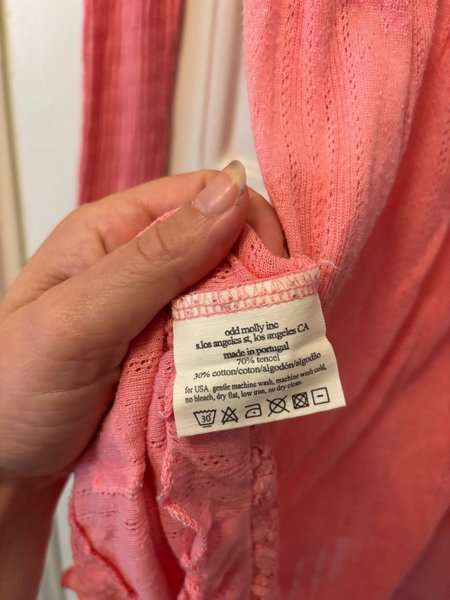 odd molly inc
s.los angeles st, los angeles CA
made in portugal
70% tencel
30% cotton/coton/algodón/algodão
for USA gentle machine wash, machine wash cold,
no bleach, dry flat, low iron, no dry clean.
30